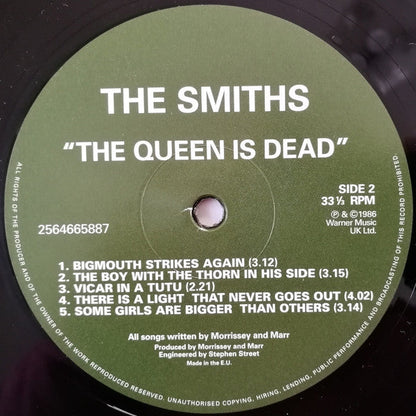 THE SMITHS
“THE QUEEN IS DEAD”
SIDE 2
33 ⅓ RPM
℗ & ©1986
Warner Music
UK Ltd.
2564665887
1. BIGMOUTH STRIKES AGAIN (3.12)
2. THE BOY WITH THE THORN IN HIS SIDE (3.15)
3. VICAR IN A TUTU (2.21)
4. THERE IS A LIGHT THAT NEVER GOES OUT (4.02)
5. SOME GIRLS ARE BIGGER THAN OTHERS (3.14)
All songs written by Morrissey and Marr
Produced by Morrissey and Marr
Engineered by Stephen Street
Made in the E.U.
ALL RIGHTS OF THE PRODUCER AND OF THE OWNER OF THE WORK REPRODUCED RESERVED. UNAUTHORISED COPYING, HIRING, LENDING, PUBLIC PERFORMANCE AND BROADCASTING OF THIS RECORD PROHIBITED.